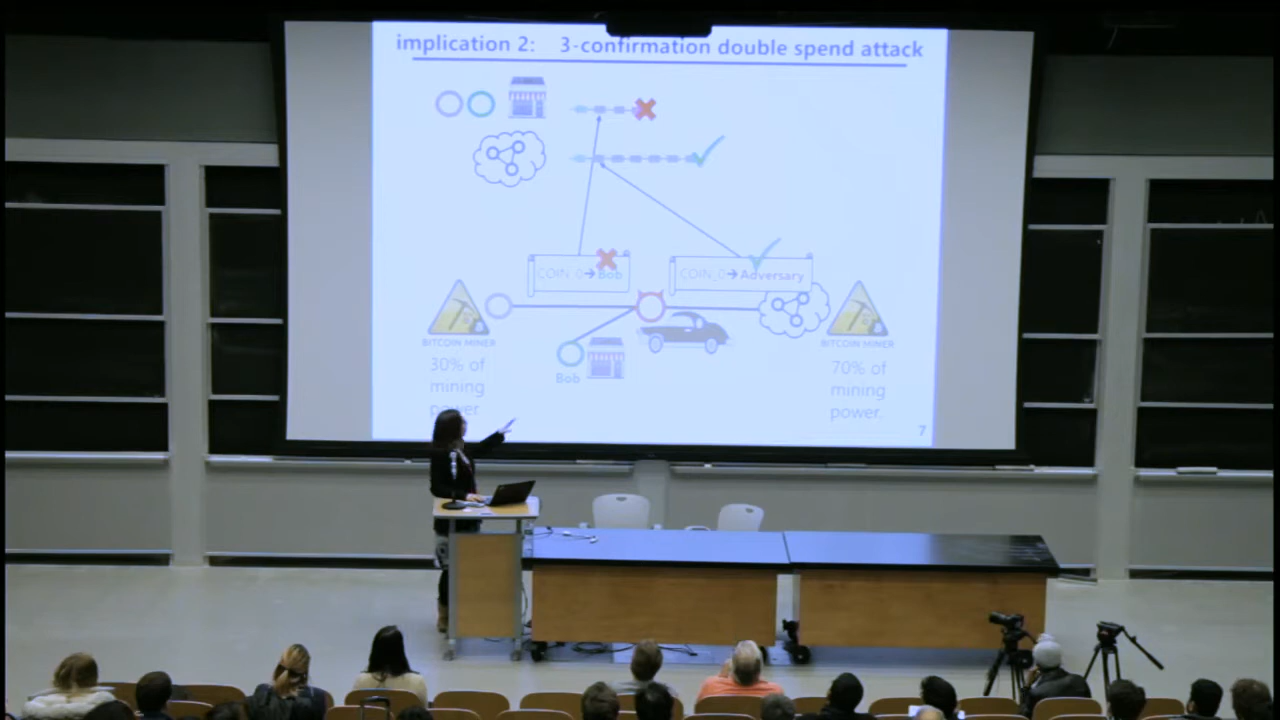 implication 2: 3-confirmation double spend attack
COIN_0→Bob
COIN_0→Adversary
BITCOIN MINER
30% of
mining
power.
Bob
BITCOIN MINER
70% of
mining
power.
7